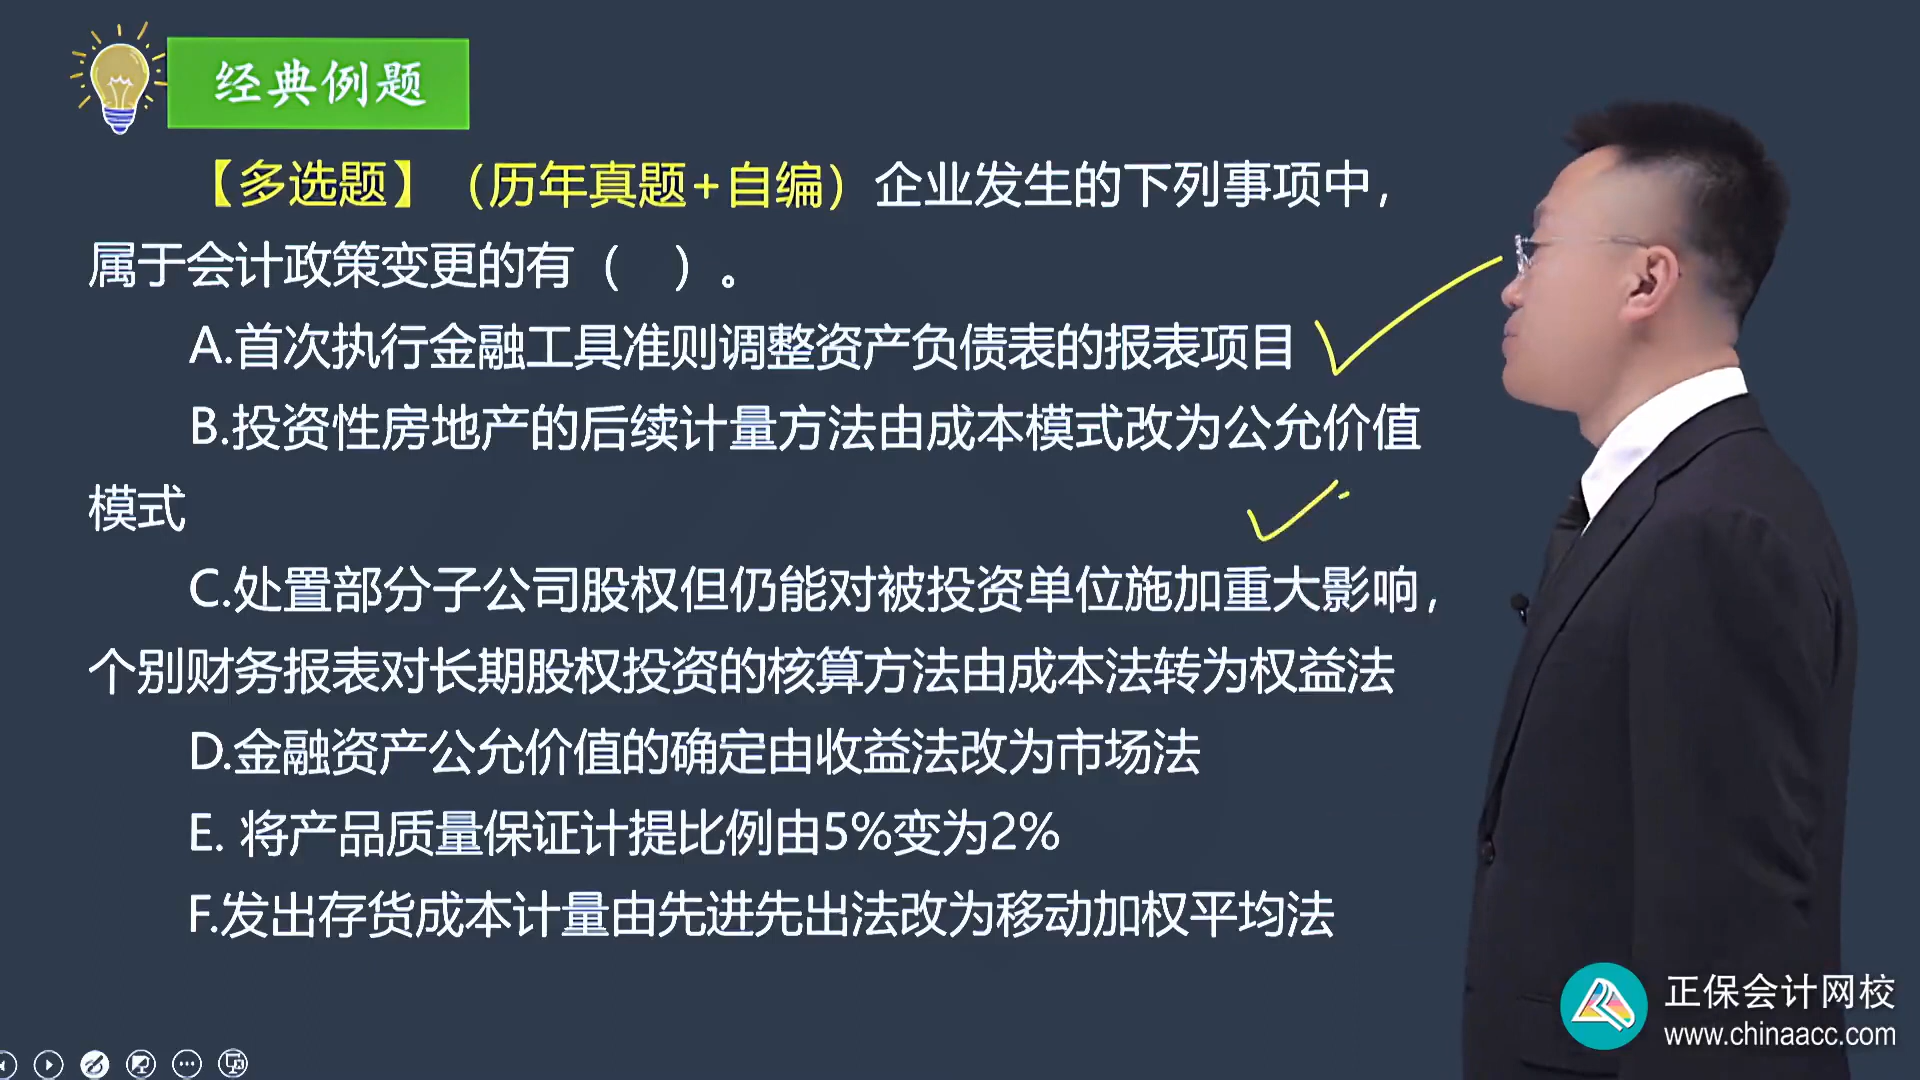 经典例题
【多选题】（历年真题+自编）企业发生的下列事项中，
属于会计政策变更的有（ ）。
A.首次执行金融工具准则调整资产负债表的报表项目
B.投资性房地产的后续计量方法由成本模式改为公允价值
模式
C.处置部分子公司股权但仍能对被投资单位施加重大影响，
个别财务报表对长期股权投资的核算方法由成本法转为权益法
D.金融资产公允价值的确定由收益法改为市场法
E. 将产品质量保证计提比例由5%变为2%
F.发出存货成本计量由先进先出法改为移动加权平均法
正保会计网校
www.chinaacc.com